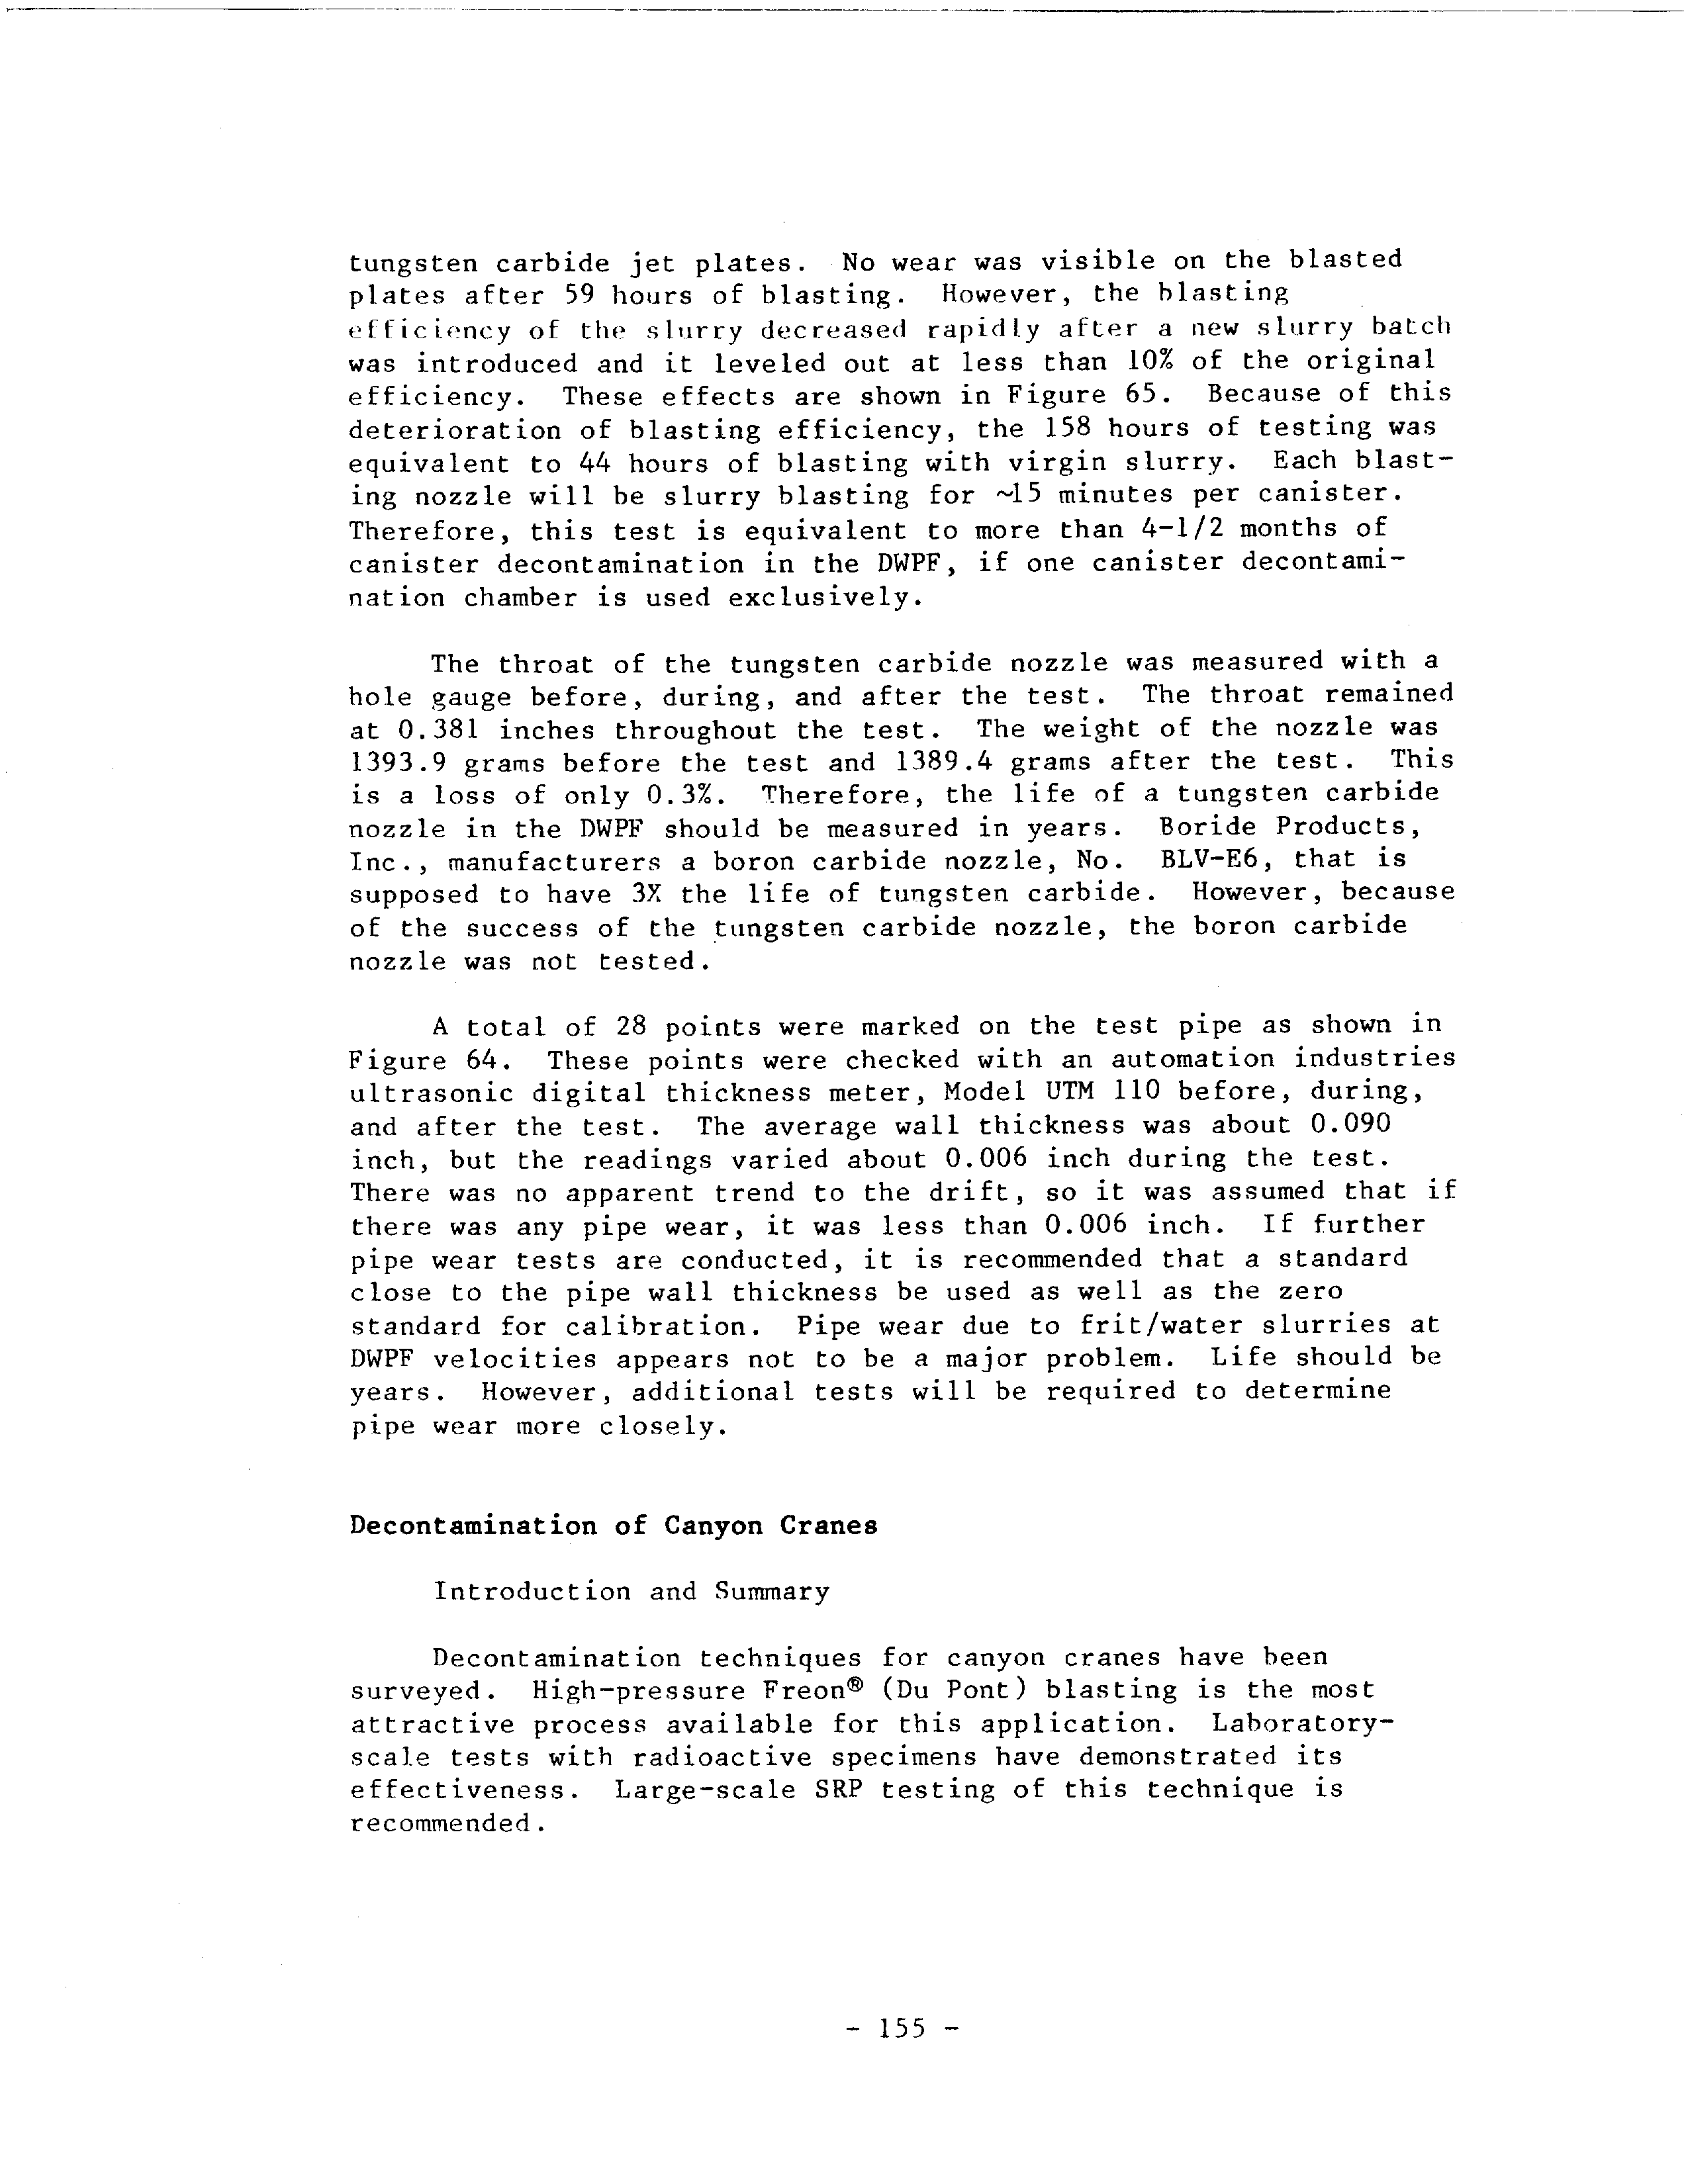 tungsten carbide jet plates. No wear was visible on the blasted
plates after 59 hours of blasting. However, the blasting
efficiency of the slurry decreased rapidly after a new slurry batch
was introduced and it leveled out at less than 10% of the original
efficiency. These effects are shown in Figure 65. Because of this
deterioration of blasting efficiency, the 158 hours of testing was
equivalent to 44 hours of blasting with virgin slurry. Each blast-
ing nozzle will be slurry blasting for ~15 minutes per canister.
Therefore, this test is equivalent to more than 4-1/2 months of
canister decontamination in the DWPF, if one canister decontami-
nation chamber is used exclusively.
The throat of the tungsten carbide nozzle was measured with a
hole gauge before, during, and after the test. The throat remained
at 0.381 inches throughout the test. The weight of the nozzle was
1393.9 grams before the test and 1389.4 grams after the test. This
is a loss of only 0.3%. Therefore, the life of a tungsten carbide
nozzle in the DWPF should be measured in years. Boride Products,
Inc., manufacturers a boron carbide nozzle, No. BLV-E6, that is
supposed to have 3X the life of tungsten carbide. However, because
of the success of the tungsten carbide nozzle, the boron carbide
nozzle was not tested.
A total of 28 points were marked on the test pipe as shown in
Figure 64. These points were checked with an automation industries
ultrasonic digital thickness meter, Model UTM 110 before, during,
and after the test. The average wall thickness was about 0.090
inch, but the readings varied about 0.006 inch during the test.
There was no apparent trend to the drift, so it was assumed that if
there was any pipe wear, it was less than 0.006 inch. If further
pipe wear tests are conducted, it is recommended that a standard
close to the pipe wall thickness be used as well as the zero
standard for calibration. Pipe wear due to frit/water slurries at
DWPF velocities appears not to be a major problem. Life should be
years. However, additional tests will be required to determine
pipe wear more closely.
Decontamination of Canyon Cranes
Introduction and Summary
Decontamination techniques for canyon cranes have been
surveyed. High-pressure Freon® (Du Pont) blasting is the most
attractive process available for this application. Laboratory-
scale tests with radioactive specimens have demonstrated its
effectiveness. Large-scale SRP testing of this technique is
recommended.
- 155 -